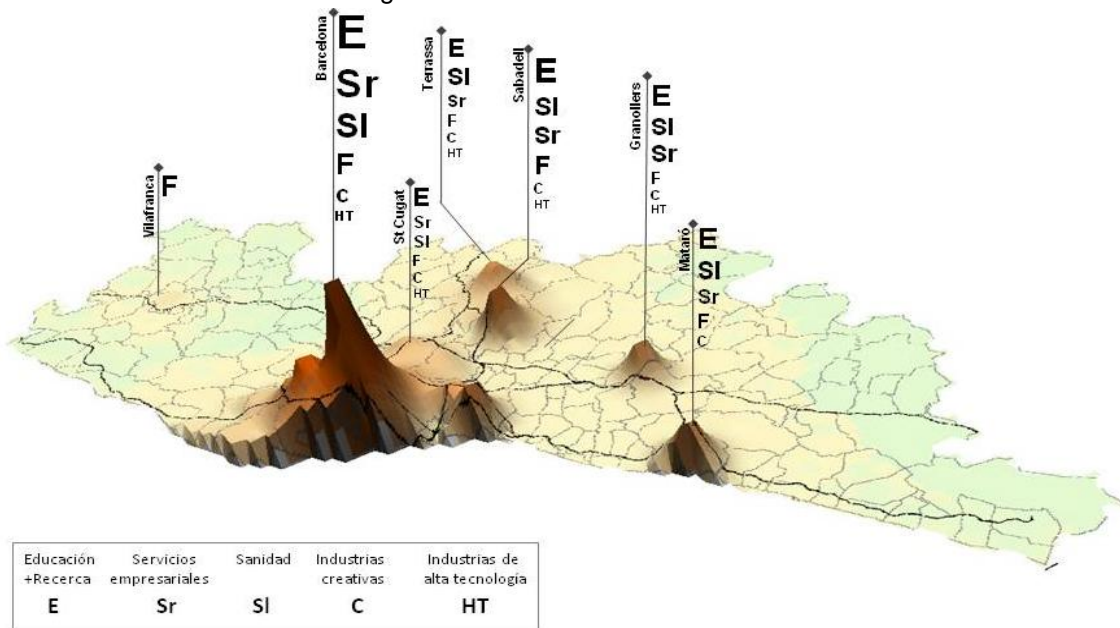 g
Barcelona
E
Sr
Sl
F
C
HT
Terrassa
E
Sl
Sr
F
C
HT
Sabadell
E
Sl
Sr
F
C
HT
Granollers
E
Sl
Sr
F
C
HT
Vilafranca
F
St Cugat
E
Sr
Sl
F
C
HT
Mataró
E
Sl
Sr
F
C
Educación Servicios Sanidad Industrias Industrias de
+Recerca empresariales creativas alta tecnología
E Sr Sl C HT